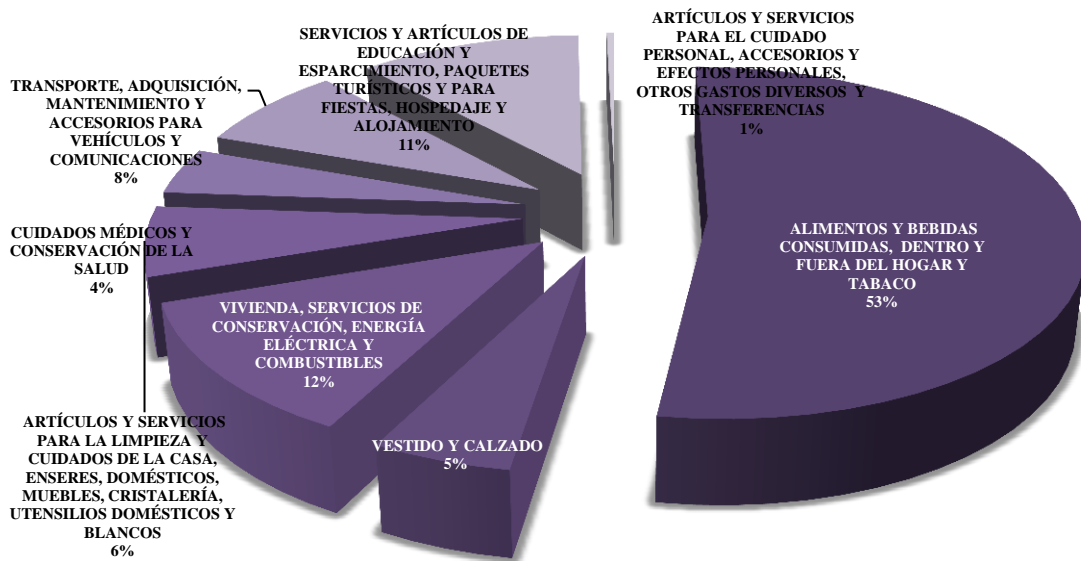 SERVICIOS Y ARTÍCULOS DE
EDUCACIÓN Y
ESPARCIMIENTO, PAQUETES
TURÍSTICOS Y PARA
FIESTAS, HOSPEDAJE Y
ALOJAMIENTO
11%
ARTÍCULOS Y SERVICIOS
PARA EL CUIDADO
PERSONAL, ACCESORIOS Y
EFECTOS PERSONALES,
OTROS GASTOS DIVERSOS Y
TRANSFERENCIAS
1%
TRANSPORTE, ADQUISICIÓN,
MANTENIMIENTO Y
ACCESORIOS PARA
VEHÍCULOS Y
COMUNICACIONES
8%
CUIDADOS MÉDICOS Y
CONSERVACIÓN DE LA
SALUD
4%
ALIMENTOS Y BEBIDAS
CONSUMIDAS, DENTRO Y
FUERA DEL HOGAR Y
TABACO
53%
VIVIENDA, SERVICIOS DE
CONSERVACIÓN, ENERGÍA
ELÉCTRICA Y
COMBUSTIBLES
12%
ARTÍCULOS Y SERVICIOS
PARA LA LIMPIEZA Y
CUIDADOS DE LA CASA,
ENSERES, DOMÉSTICOS,
MUEBLES, CRISTALERÍA,
UTENSILIOS DOMÉSTICOS Y
BLANCOS
6%
VESTIDO Y CALZADO
5%